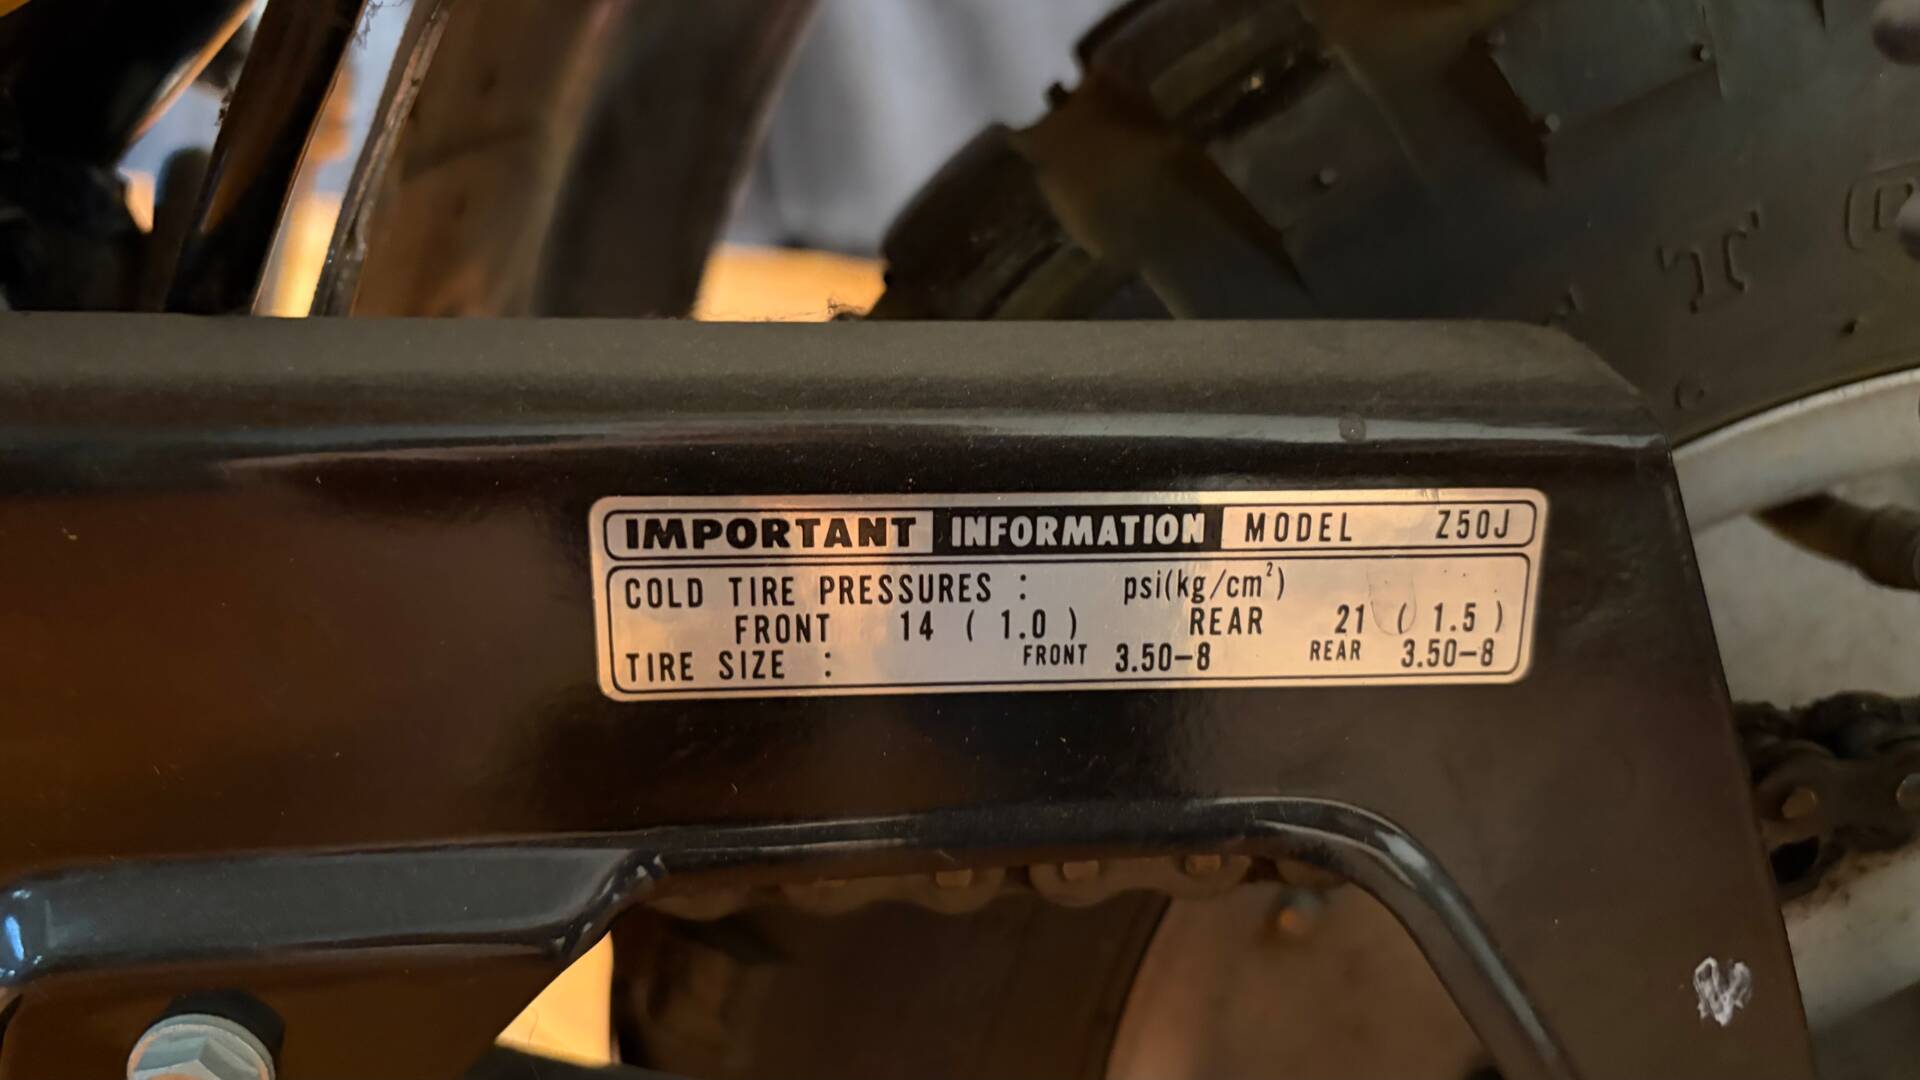 IMPORTANT INFORMATION MODEL Z50J
COLD TIRE PRESSURES : psi(kg/cm²)
FRONT 14 ( 1.0 ) REAR 21 ( 1.5 )
TIRE SIZE : FRONT 3.50-8 REAR 3.50-8